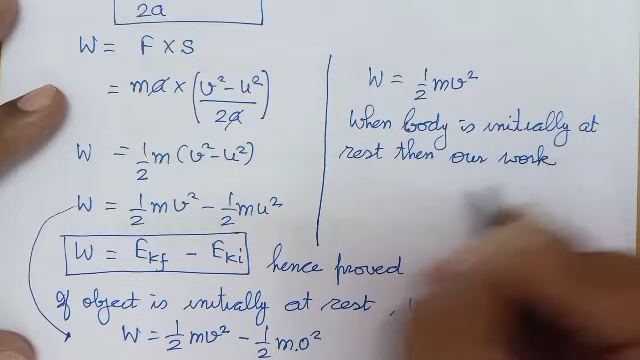 2a
W = F × S
= ma × (v² - u² / 2a)
W = 1/2 m (v² - u²)
W = 1/2 mv² - 1/2 mu²
W = Ekf - Eki hence proved
If object is initially at rest ,
W = 1/2 mv² - 1/2 m.0²
W = 1/2 mv²
When body is initially at
rest then our work